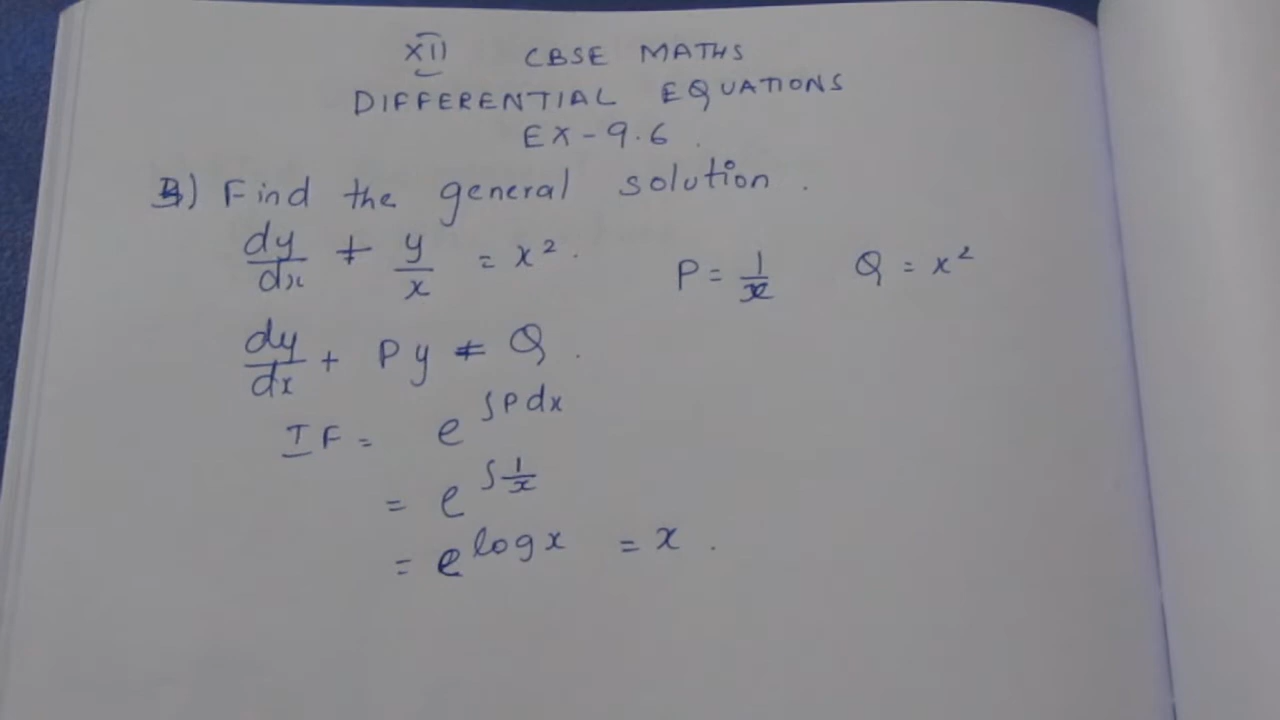 XII CBSE MATHS
DIFFERENTIAL EQUATIONS
EX-9.6.
3) Find the general solution.
dy/dx + y/x = x². P = 1/x Q = x²
dy/dx + Py = Q.
IF = e^∫Pdx
= e^∫1/x
= e^logx = x.